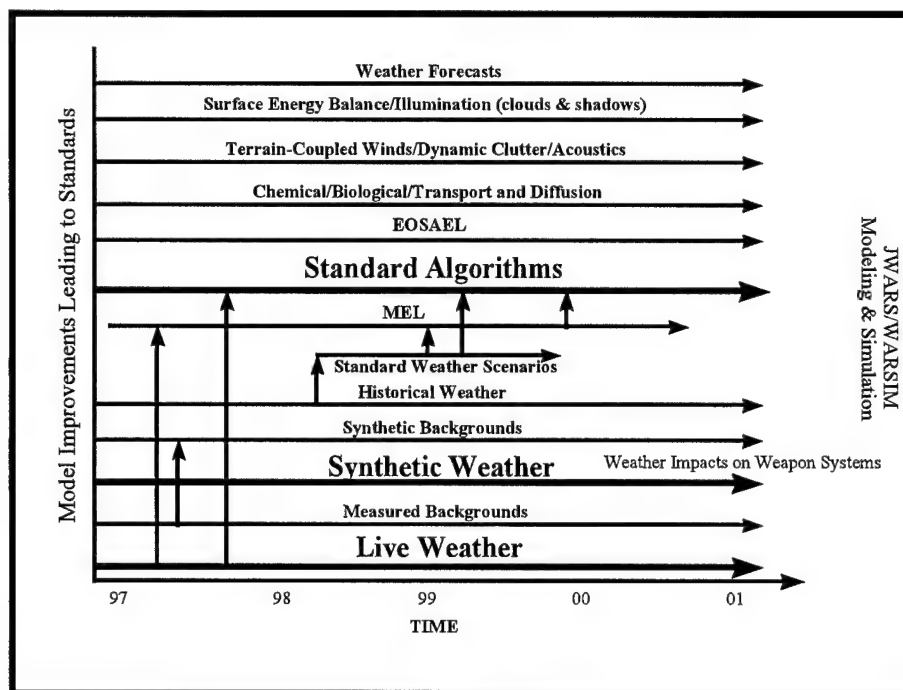 Model Improvements Leading to Standards
Weather Forecasts
Surface Energy Balance/Illumination (clouds & shadows)
Terrain-Coupled Winds/Dynamic Clutter/Acoustics
Chemical/Biological/Transport and Diffusion
EOSAEL
Standard Algorithms
MEL
Standard Weather Scenarios
Historical Weather
Synthetic Backgrounds
Synthetic Weather
Weather Impacts on Weapon Systems
Measured Backgrounds
Live Weather
97 98 99 00 01
TIME
JWARS/WARSIM
Modeling & Simulation